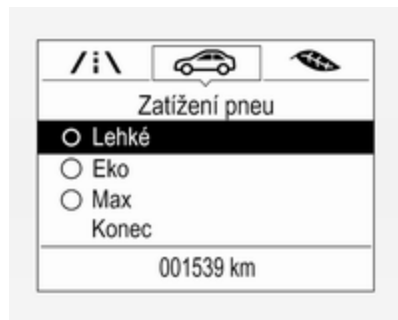 Zatížení pneu
Lehké
Eko
Max
Konec
001539 km